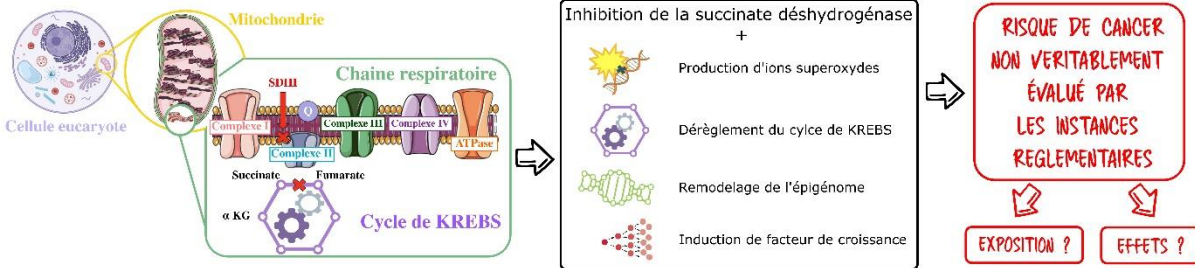 Mitochondrie
Cellule eucaryote
Chaine respiratoire
SDHI
Q
Complexe I
Complexe II
Complexe III
Complexe IV
ATPase
Succinate
Fumarate
α KG
Cycle de KREBS
Inhibition de la succinate déshydrogénase
+
Production d'ions superoxydes
Dérèglement du cylce de KREBS
Remodelage de l'épigénome
Induction de facteur de croissance
RISQUE DE CANCER
NON VERITABLEMENT
ÉVALUÉ PAR
LES INSTANCES
REGLEMENTAIRES
EXPOSITION ?
EFFETS ?